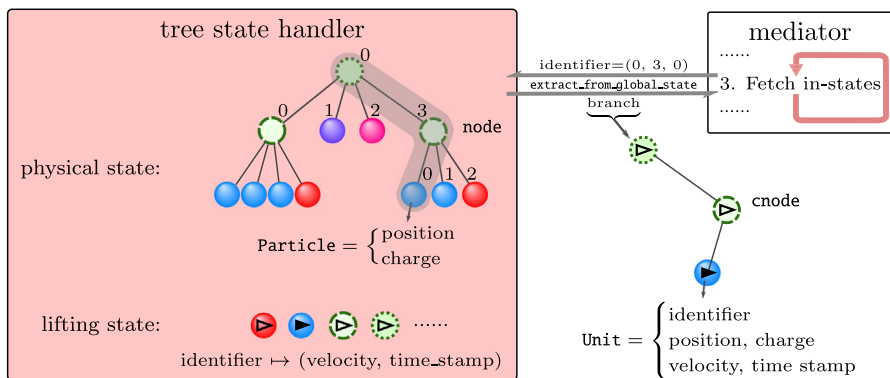 tree state handler
mediator
0
identifier=(0, 3, 0)
......
extract_from_global_state
3. Fetch in-states
branch
......
0
1
2
3
node
physical state:
0
1
2
cnode
Particle = { position
charge
Unit = { identifier
position, charge
velocity, time stamp
lifting state:
......
identifier ↦ (velocity, time_stamp)